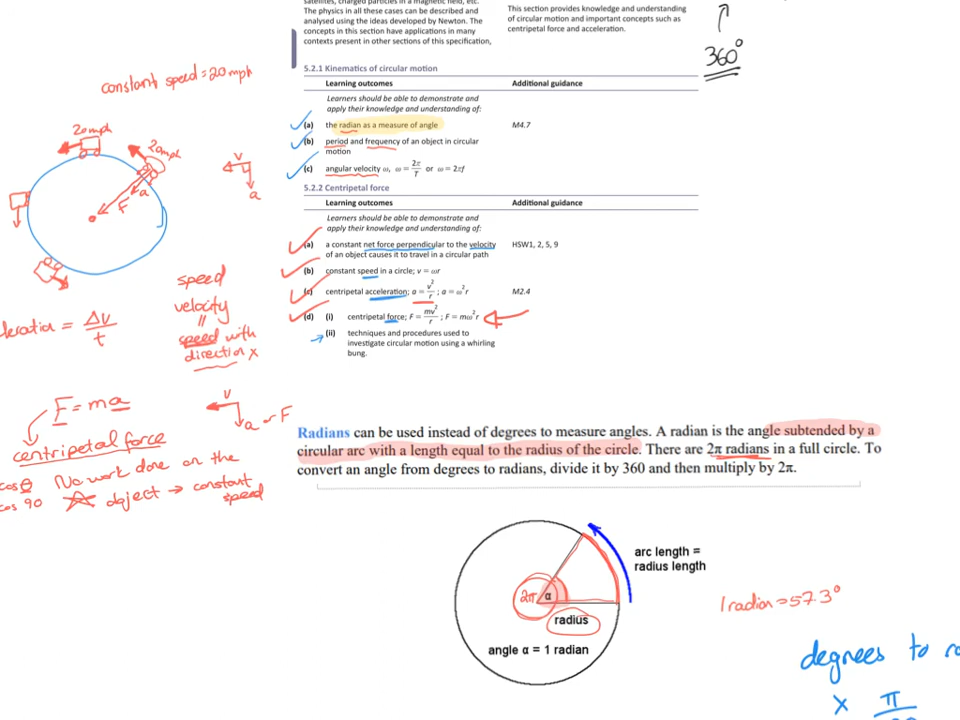 satellites, charged particles in a magnetic field, etc.
The physics in all these cases can be described and
analysed using the ideas developed by Newton. The
concepts in this section have applications in many
contexts present in other sections of this specification,
This section provides knowledge and understanding
of circular motion and important concepts such as
centripetal force and acceleration.
360°
constant speed = 20 mph
20mph
20mph
v
a
a
F
5.2.1 Kinematics of circular motion
Learning outcomes Additional guidance
Learners should be able to demonstrate and
apply their knowledge and understanding of:
(a) the radian as a measure of angle M4.7
(b) period and frequency of an object in circular
motion
(c) angular velocity ω, ω = 2π/T or ω = 2πf
5.2.2 Centripetal force
Learning outcomes Additional guidance
Learners should be able to demonstrate and
apply their knowledge and understanding of:
(a) a constant net force perpendicular to the velocity HSW1, 2, 5, 9
of an object causes it to travel in a circular path
(b) constant speed in a circle; v = ωr
(c) centripetal acceleration; a = v²/r ; a = ω²r M2.4
(d) (i) centripetal force; F = mv²/r ; F = mω²r
(ii) techniques and procedures used to
investigate circular motion using a whirling
bung.
speed
velocity
=
speed with
direction x
leration = Δv/t
F = ma
v
a F
centripetal force
cos θ No work done on the
cos 90 object → constant
speed
Radians can be used instead of degrees to measure angles. A radian is the angle subtended by a
circular arc with a length equal to the radius of the circle. There are 2π radians in a full circle. To
convert an angle from degrees to radians, divide it by 360 and then multiply by 2π.
arc length =
radius length
2π α
radius
angle α = 1 radian
1 radian = 57.3°
degrees to
x π